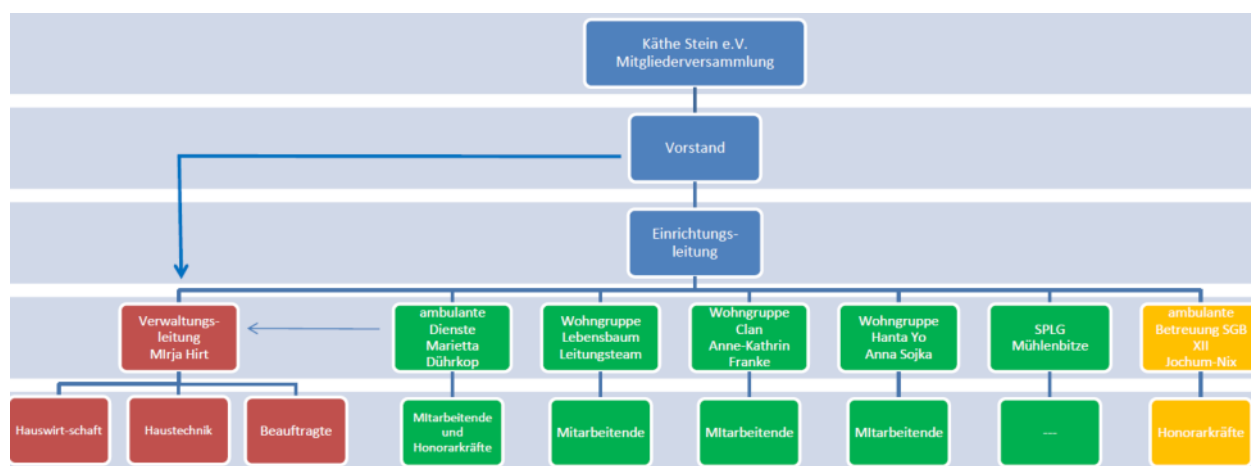 Käthe Stein e.V.
Mitgliederversammlung
Vorstand
Einrichtungs-
leitung
Verwaltungs-
leitung
MIrja Hirt
ambulante
Dienste
Marietta
Dührkop
Wohngruppe
Lebensbaum
Leitungsteam
Wohngruppe
Clan
Anne-Kathrin
Franke
Wohngruppe
Hanta Yo
Anna Sojka
SPLG
Mühlenbitze
ambulante
Betreuung SGB
XII
Jochum-Nix
Hauswirt-schaft
Haustechnik
Beauftragte
MItarbeitende
und
Honorarkräfte
Mitarbeitende
MItarbeitende
MItarbeitende
---
Honorarkräfte